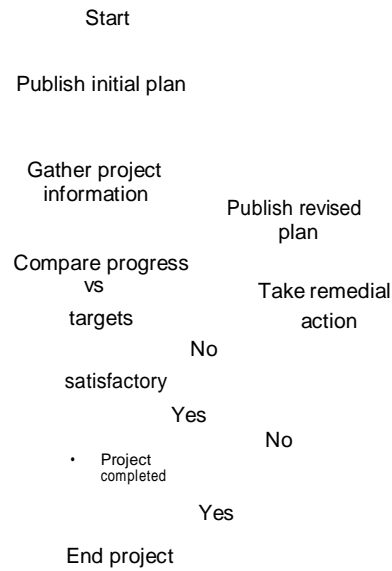 Start
Publish initial plan
Gather project
information
Publish revised
plan
Compare progress
vs
targets
Take remedial
action
No
satisfactory
Yes
No
• Project
completed
Yes
End project